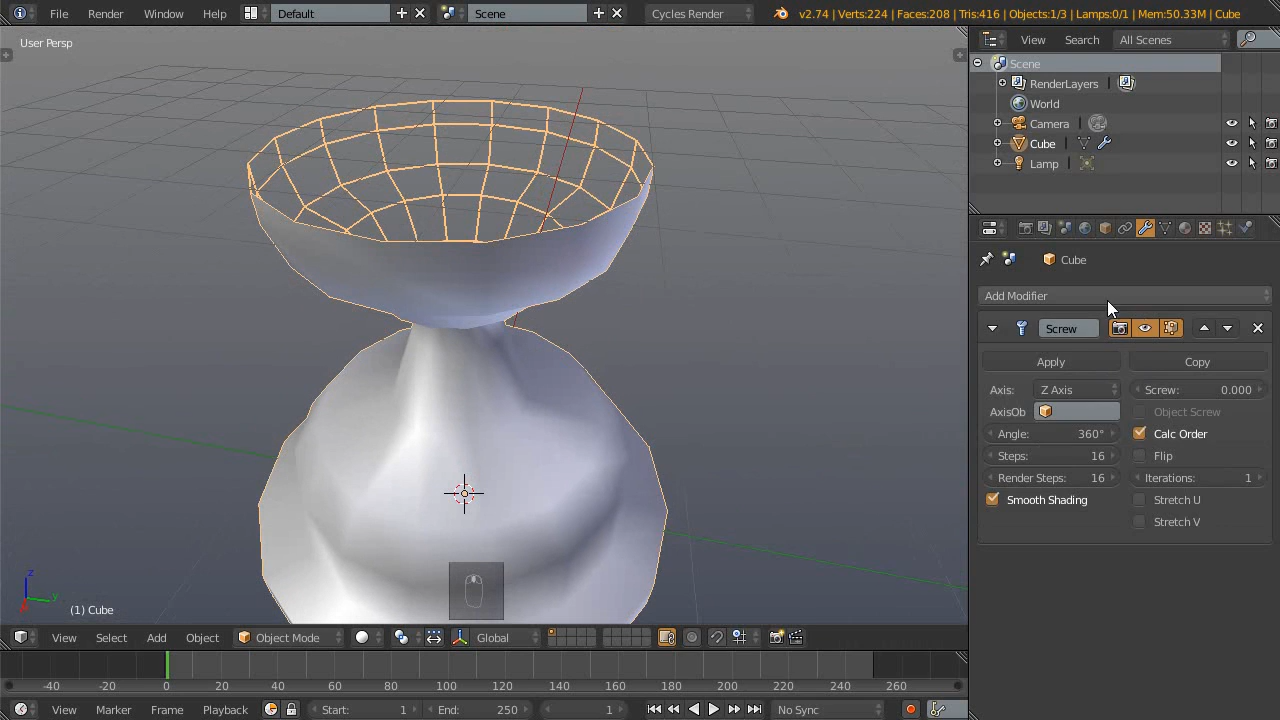 File Render Window Help Default Scene Cycles Render v2.74 | Verts:224 | Faces:208 | Tris:416 | Objects:1/3 | Lamps:0/1 | Mem:50.33M | Cube
User Persp
View Search All Scenes
Scene
RenderLayers |
World
Camera |
Cube |
Lamp |
Cube
Add Modifier
Screw
Apply Copy
Axis: Z Axis Screw: 0.000
AxisOb Object Screw
Angle: 360° Calc Order
Steps: 16 Flip
Render Steps: 16 Iterations: 1
Smooth Shading Stretch U
Stretch V
z
y
(1) Cube
View Select Add Object Object Mode Global
-40 -20 0 20 40 60 80 100 120 140 160 180 200 220 240 260
View Marker Frame Playback Start: 1 End: 250 1 No Sync